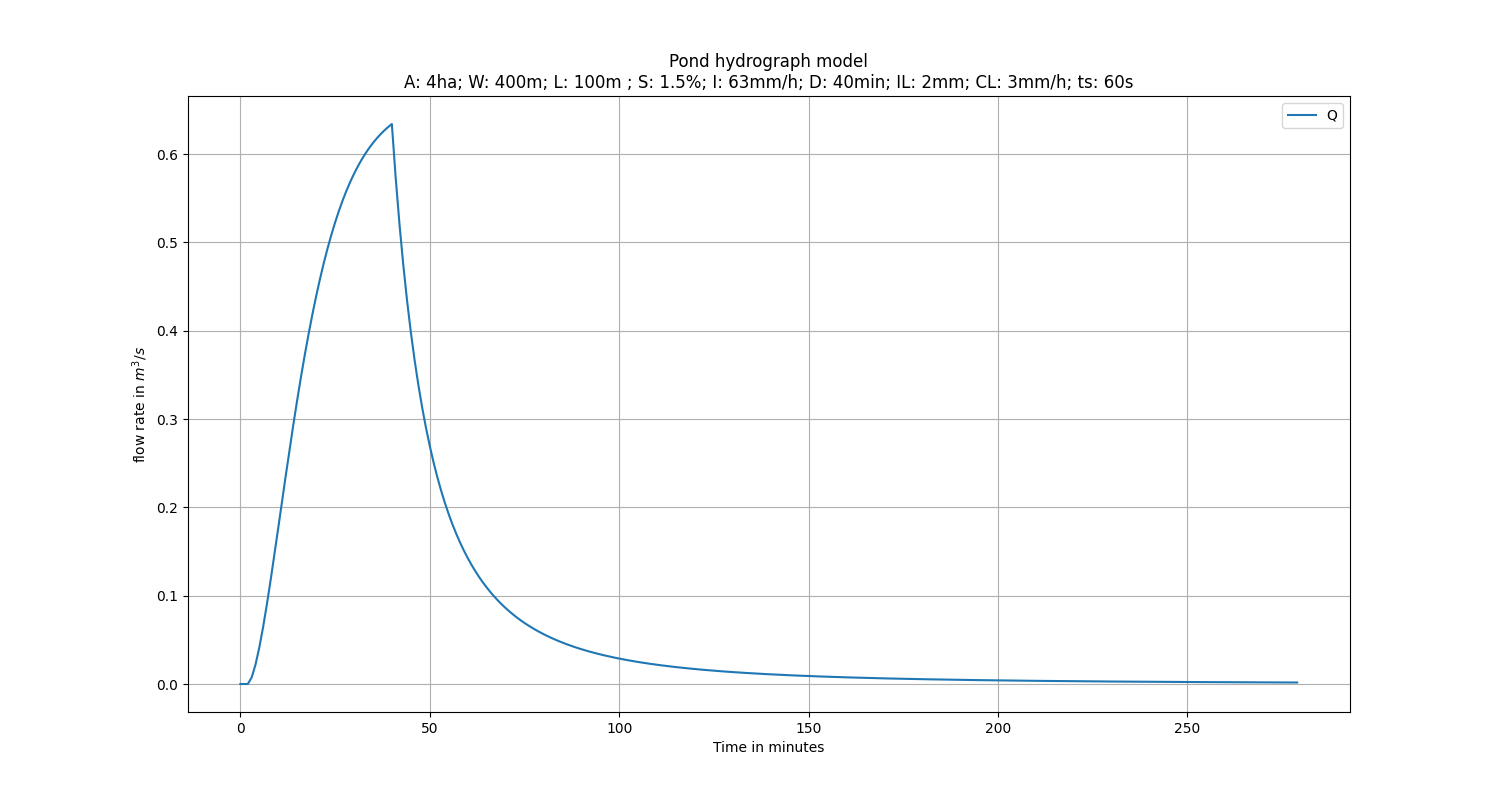 Pond hydrograph model
A: 4ha; W: 400m; L: 100m ; S: 1.5%; I: 63mm/h; D: 40min; IL: 2mm; CL: 3mm/h; ts: 60s
Q
0.6
0.5
0.4
0.3
0.2
0.1
0.0
flow rate in m³/s
0 50 100 150 200 250
Time in minutes